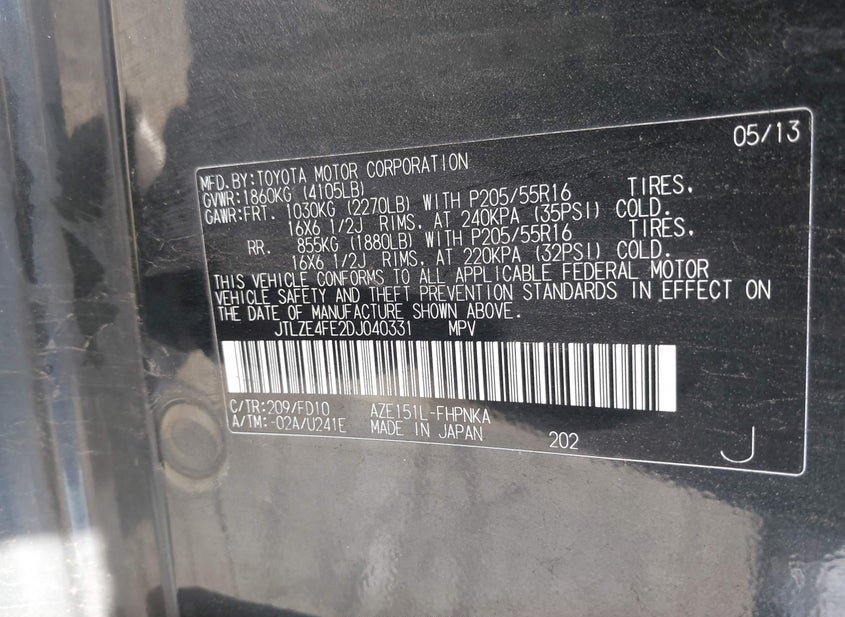 05/13
MFD. BY: TOYOTA MOTOR CORPORATION
GVWR: 1860KG (4105LB)
GAWR: FRT. 1030KG (2270LB) WITH P205/55R16 TIRES,
16X6 1/2J RIMS, AT 240KPA (35PSI) COLD.
RR. 855KG (1880LB) WITH P205/55R16 TIRES,
16X6 1/2J RIMS, AT 220KPA (32PSI) COLD.
THIS VEHICLE CONFORMS TO ALL APPLICABLE FEDERAL MOTOR
VEHICLE SAFETY AND THEFT PREVENTION STANDARDS IN EFFECT ON
THE DATE OF MANUFACTURE SHOWN ABOVE.
JTLZE4FE2DJ040331 MPV
C/TR: 209/FD10 AZE151L-FHPNKA
A/TM: -02A/U241E MADE IN JAPAN 202 J